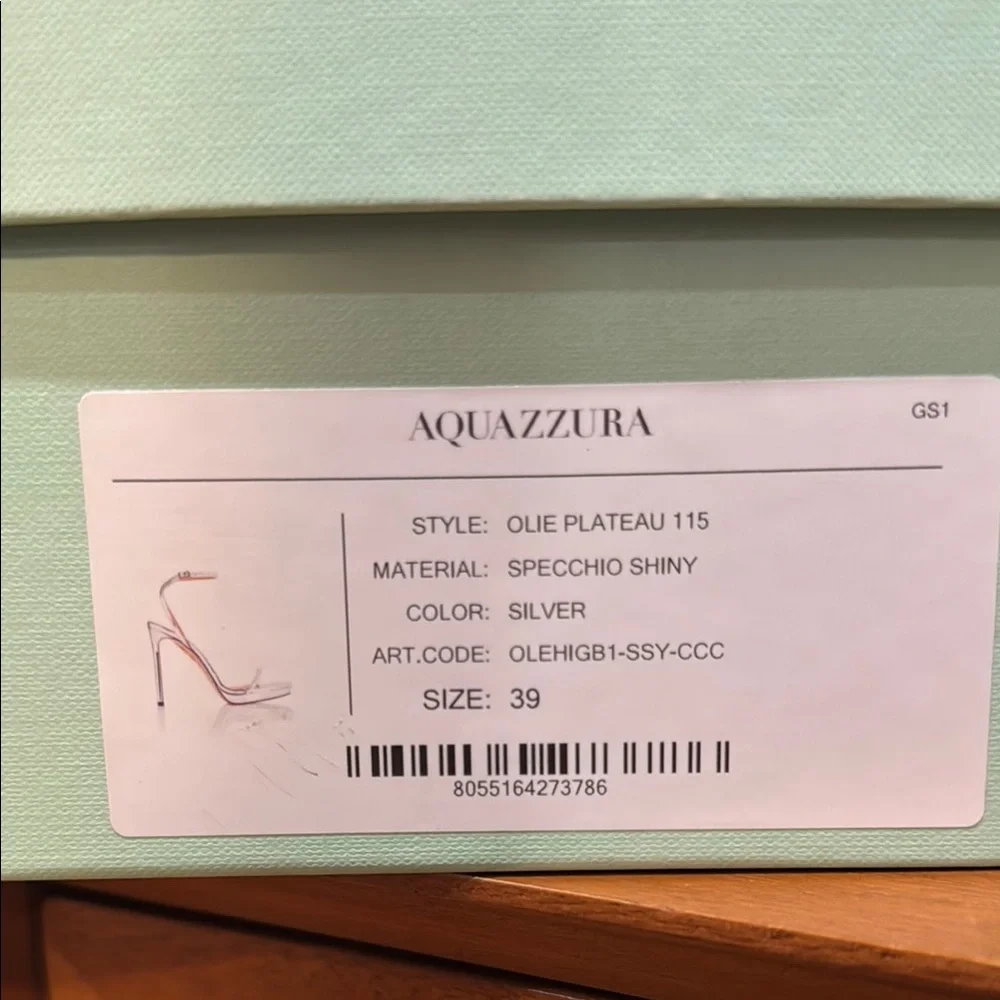 AQUAZZURA
GS1
STYLE: OLIE PLATEAU 115
MATERIAL: SPECCHIO SHINY
COLOR: SILVER
ART.CODE: OLEHIGB1-SSY-CCC
SIZE: 39
8055164273786